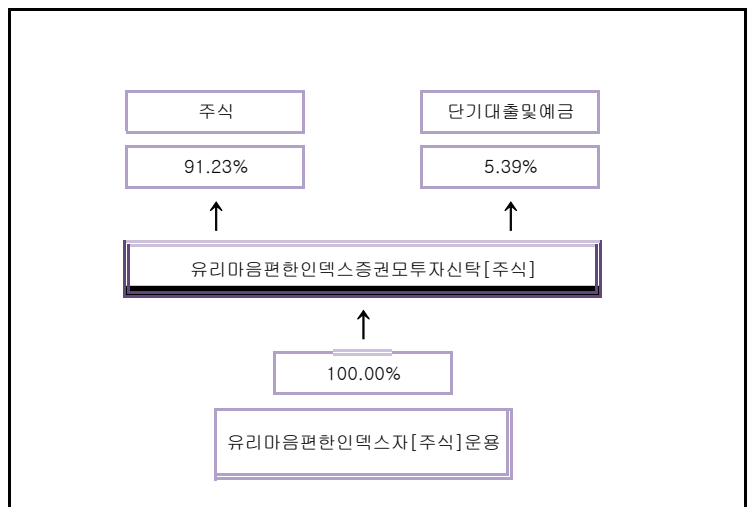 주식
단기대출및예금
91.23%
5.39%
유리마음편한인덱스증권모투자신탁[주식]
100.00%
유리마음편한인덱스자[주식]운용